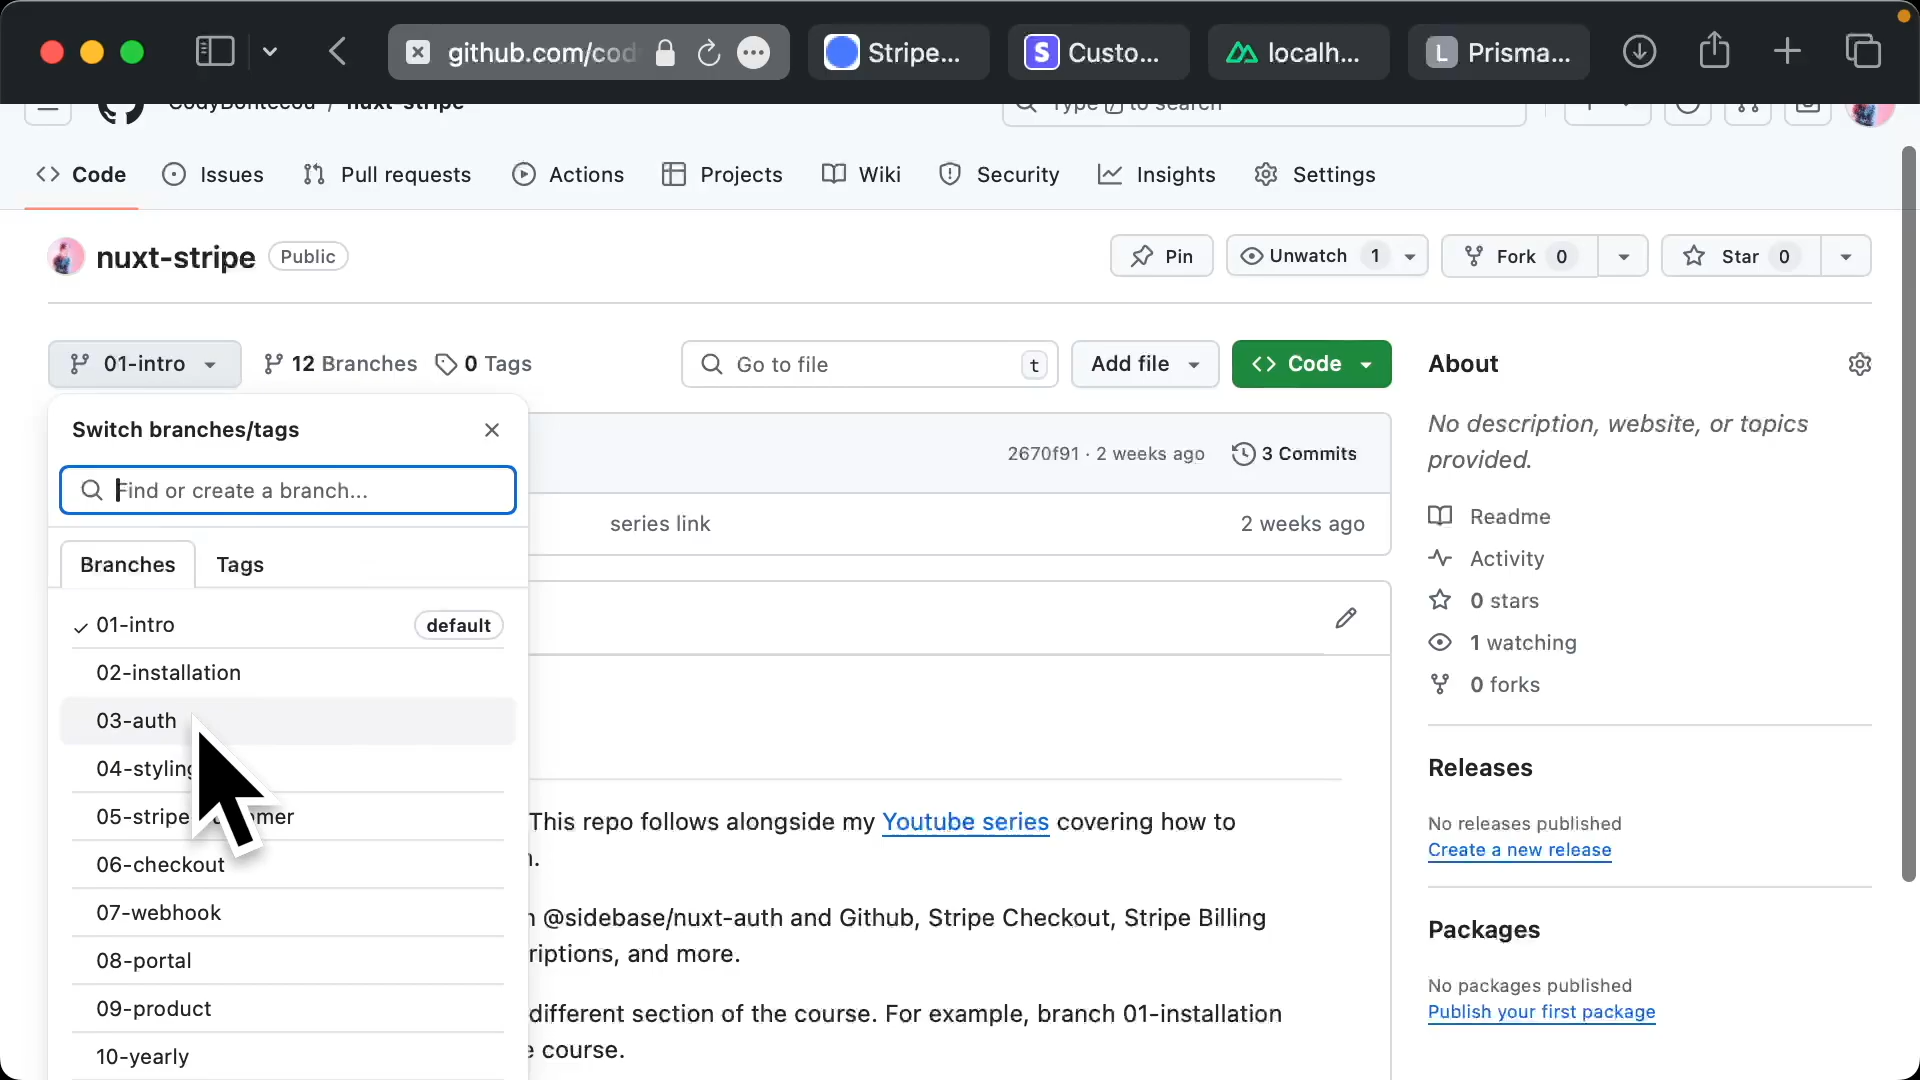 github.com/cod
Stripe...
S Custo...
localh...
L Prisma...
CodyBontecou / nuxt-stripe
Type / to search
Code
Issues
Pull requests
Actions
Projects
Wiki
Security
Insights
Settings
nuxt-stripe Public
Pin
Unwatch 1
Fork 0
Star 0
01-intro
12 Branches
0 Tags
Go to file t
Add file
Code
About
Switch branches/tags
Find or create a branch...
Branches
Tags
01-intro default
02-installation
03-auth
04-styling
05-stripe mer
06-checkout
07-webhook
08-portal
09-product
10-yearly
2670f91 · 2 weeks ago
3 Commits
series link
2 weeks ago
This repo follows alongside my Youtube series covering how to
n.
n @sidebase/nuxt-auth and Github, Stripe Checkout, Stripe Billing
riptions, and more.
different section of the course. For example, branch 01-installation
e course.
No description, website, or topics
provided.
Readme
Activity
0 stars
1 watching
0 forks
Releases
No releases published
Create a new release
Packages
No packages published
Publish your first package